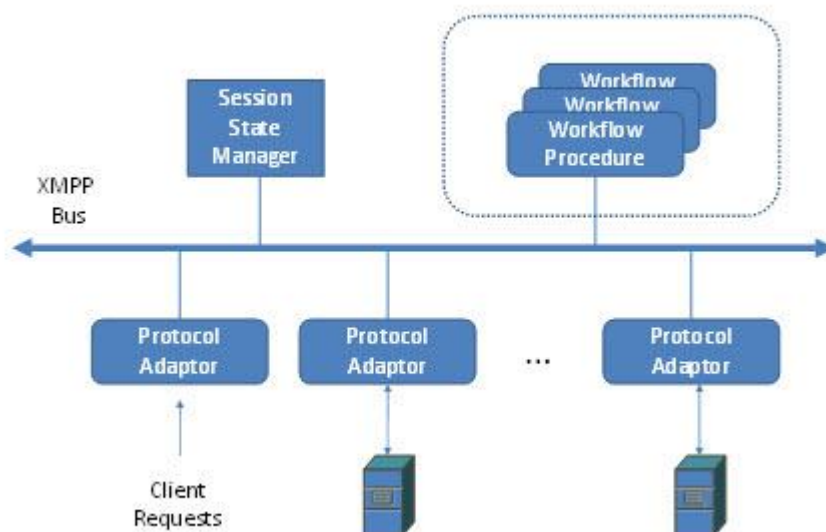 Workflow
Workflow
Workflow
Procedure
Session
State
Manager
XMPP
Bus
Protocol
Adaptor
Protocol
Adaptor
...
Protocol
Adaptor
Client
Requests